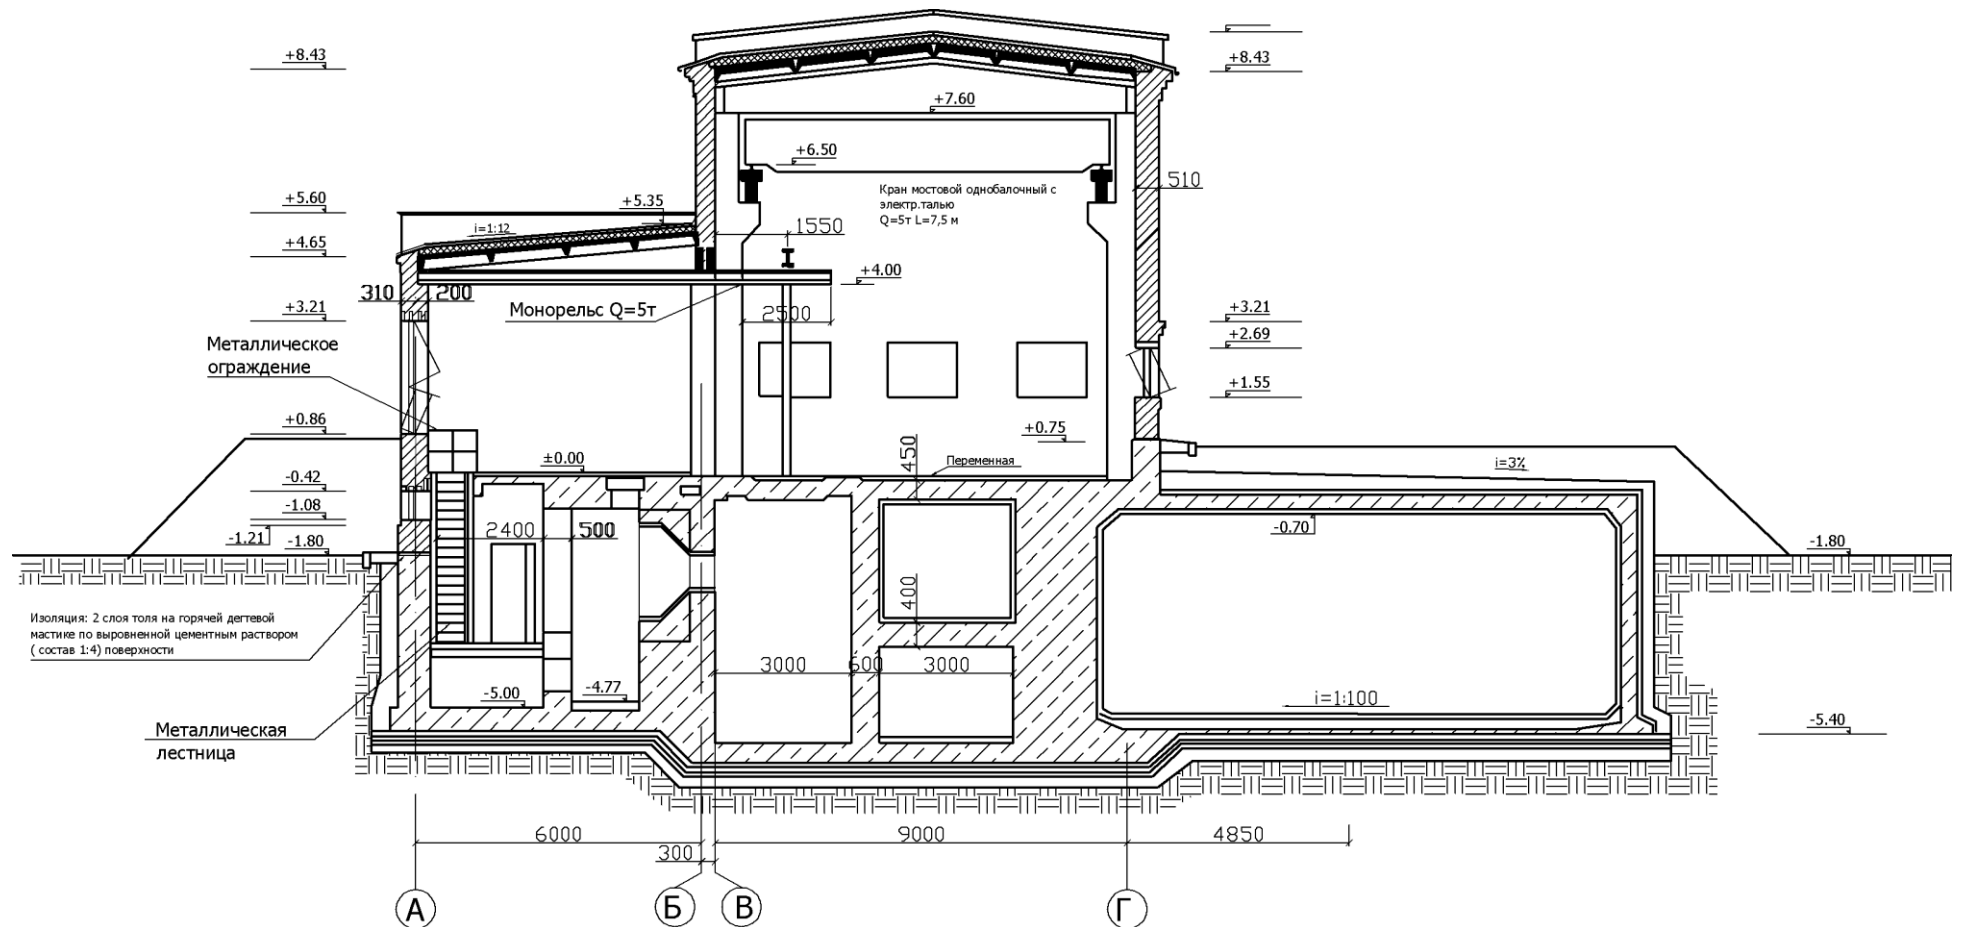 +8.43
+8.43
+7.60
+6.50
Кран мостовой однобалочный с
электр.талью
Q=5т L=7,5 м
510
+5.60
+5.35
i=1:12
1550
+4.65
+4.00
310
200
Монорельс Q=5т
2500
+3.21
+3.21
+2.69
Металлическое
ограждение
+1.55
+0.86
+0.75
450
±0.00
Переменная
i=3%
-0.42
-1.08
-1.21
-1.80
2400
500
-0.70
-1.80
400
Изоляция: 2 слоя толя на горячей дегтевой
мастике по выровненной цементным раствором
( состав 1:4) поверхности
3000
600
3000
-5.00
-4.77
i=1:100
Металлическая
лестница
-5.40
6000
9000
4850
300
А
Б
В
Г